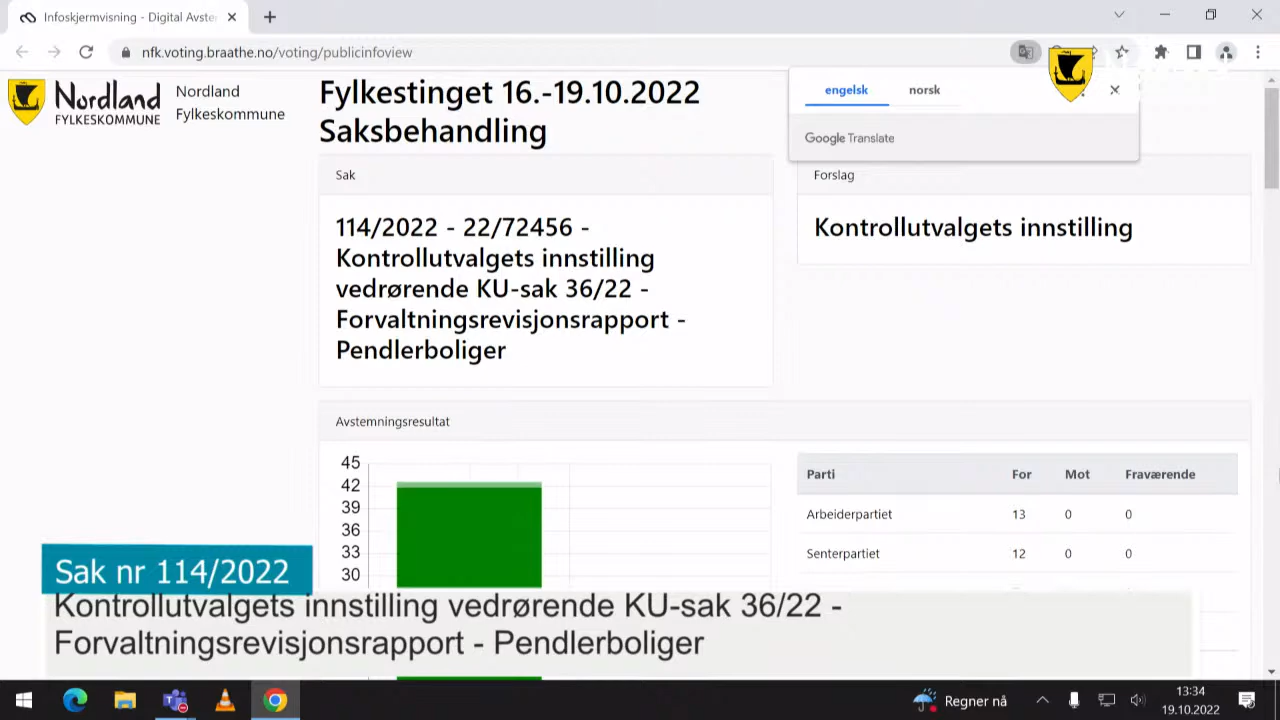 Infoskjermvisning - Digital Avste
nfk.voting.braathe.no/voting/publicinfoview
Nordland
FYLKESKOMMUNE
Nordland
Fylkeskommune
Fylkestinget 16.-19.10.2022
Saksbehandling
engelsk
norsk
Google Translate
Sak
114/2022 - 22/72456 -
Kontrollutvalgets innstilling
vedrørende KU-sak 36/22 -
Forvaltningsrevisjonsrapport -
Pendlerboliger
Forslag
Kontrollutvalgets innstilling
Avstemningsresultat
45
42
39
36
33
30
Parti For Mot Fraværende
Arbeiderpartiet 13 0 0
Senterpartiet 12 0 0
Sak nr 114/2022
Kontrollutvalgets innstilling vedrørende KU-sak 36/22 -
Forvaltningsrevisjonsrapport - Pendlerboliger
Regner nå
13:34
19.10.2022